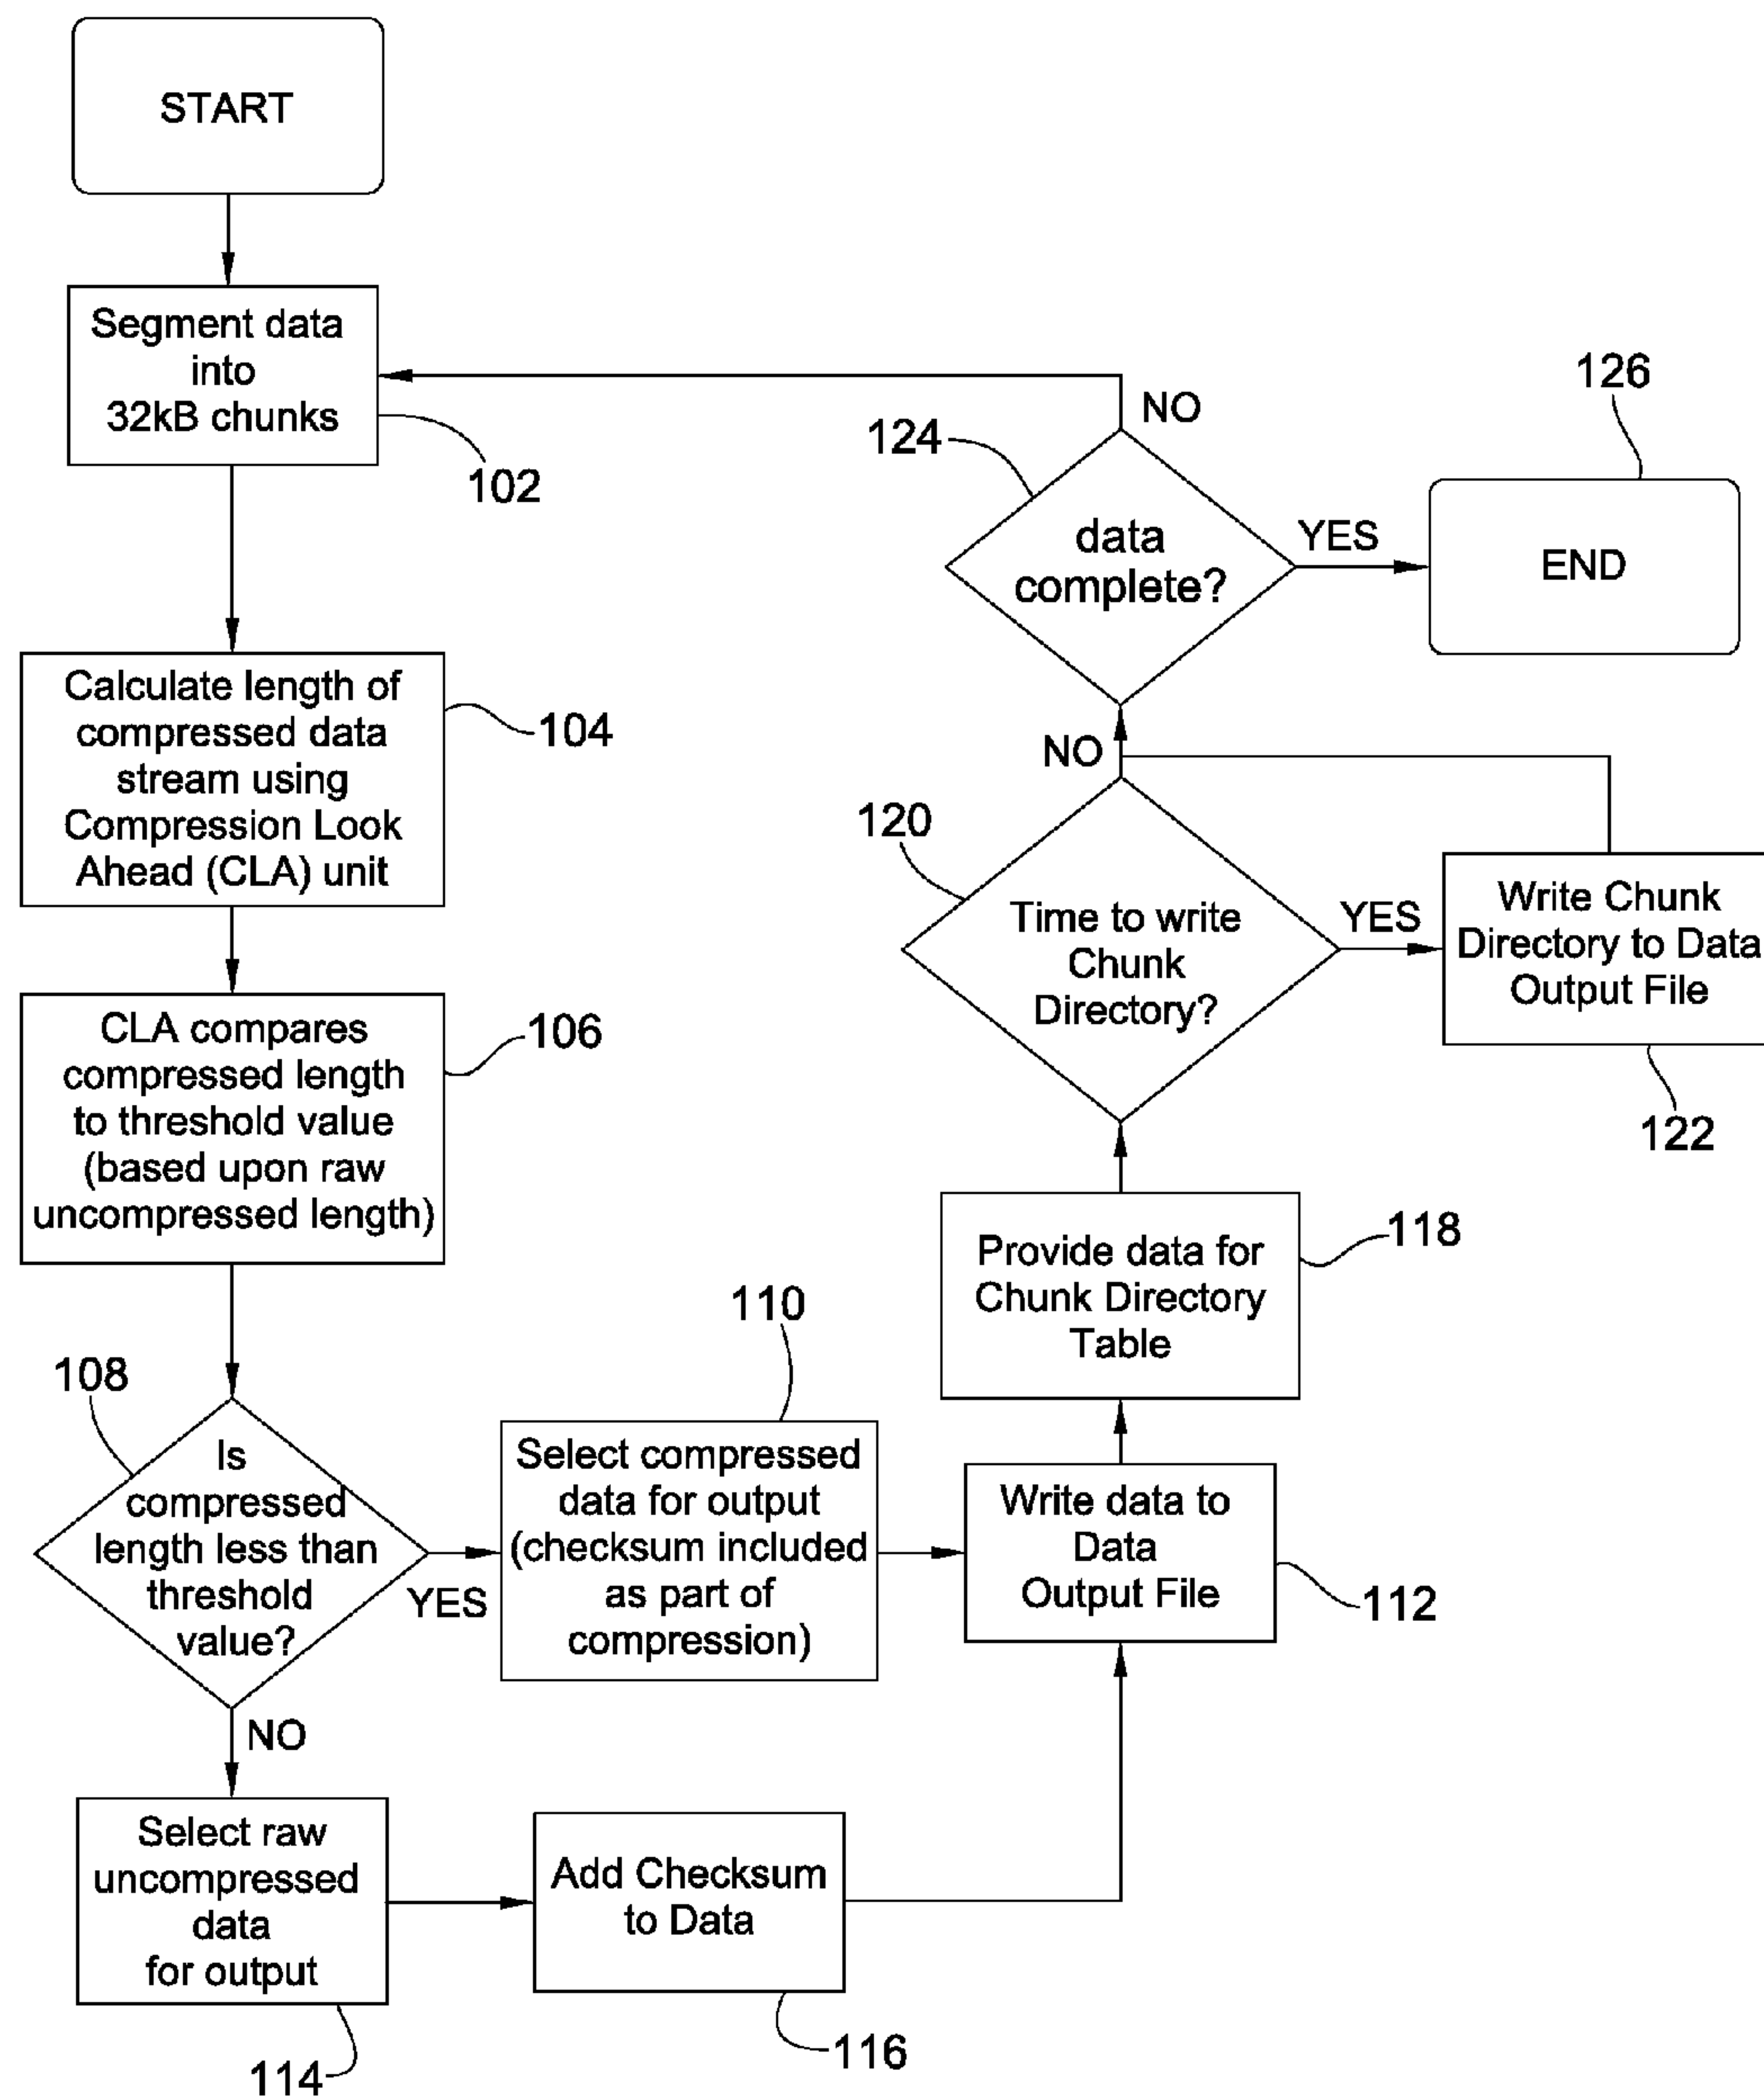 START
Segment data
into
32kB chunks
102
Calculate length of
compressed data
stream using
Compression Look
Ahead (CLA) unit
104
CLA compares
compressed length
to threshold value
(based upon raw
uncompressed length)
106
108
Is
compressed
length less than
threshold
value?
YES
NO
110
Select compressed
data for output
(checksum included
as part of
compression)
Write data to
Data
Output File
112
Select raw
uncompressed
data
for output
114
Add Checksum
to Data
116
Provide data for
Chunk Directory
Table
118
120
Time to write
Chunk
Directory?
YES
NO
Write Chunk
Directory to Data
Output File
122
124
data
complete?
NO
YES
126
END